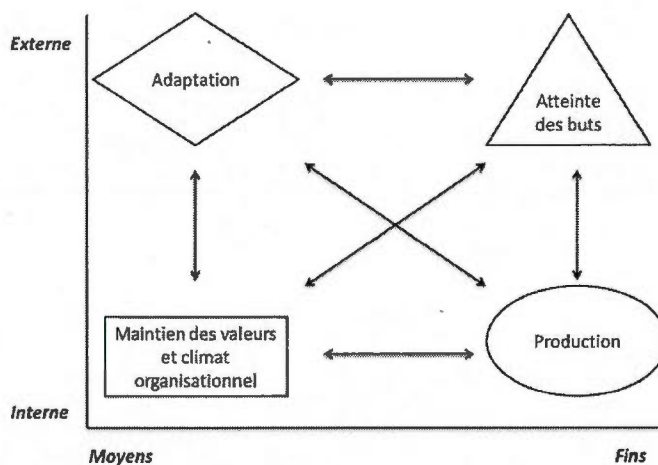 Externe
Adaptation
Atteinte
des buts
Maintien des valeurs
et climat
organisationnel
Production
Interne
Moyens
Fins